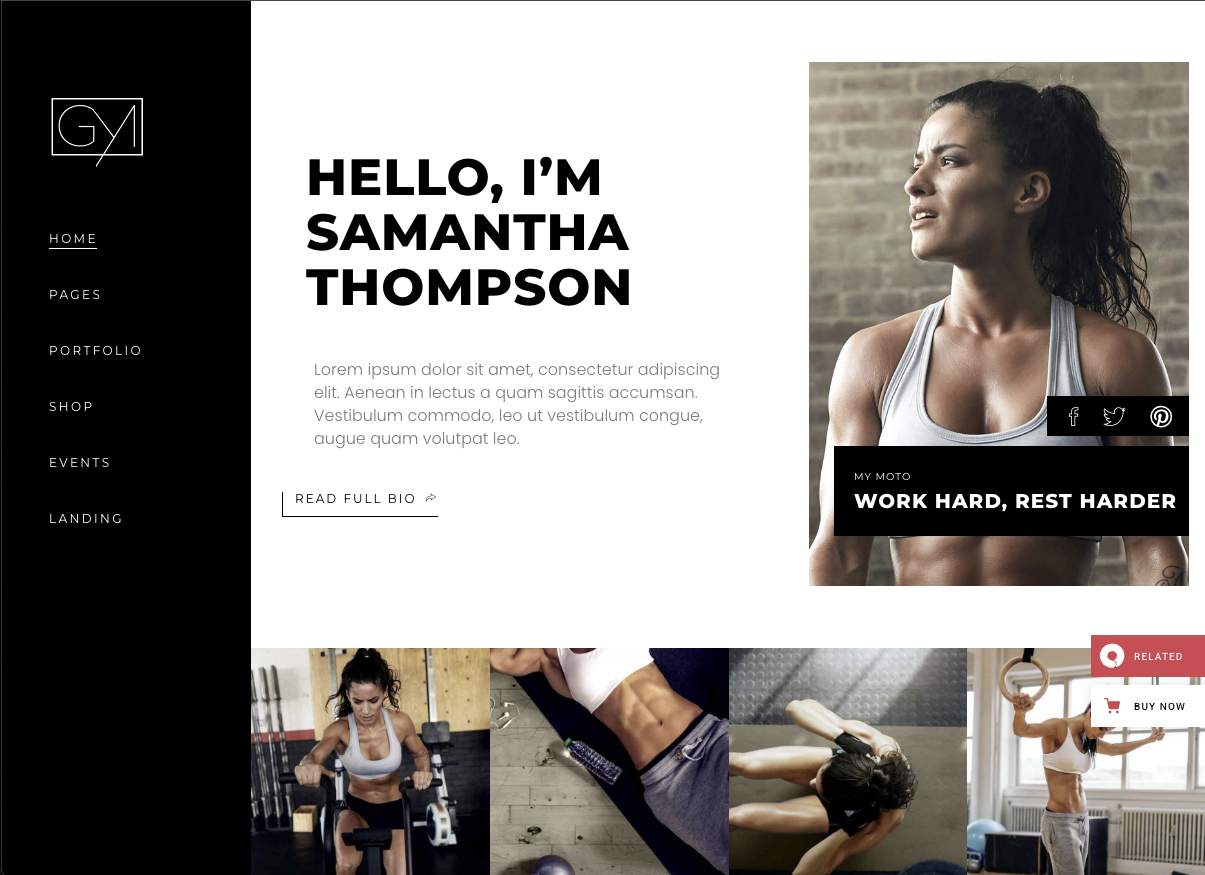 GYM
HOME
PAGES
PORTFOLIO
SHOP
EVENTS
LANDING
HELLO, I’M
SAMANTHA
THOMPSON
Lorem ipsum dolor sit amet, consectetur adipiscing
elit. Aenean in lectus a quam sagittis accumsan.
Vestibulum commodo, leo ut vestibulum congue,
augue quam volutpat leo.
READ FULL BIO
MY MOTO
WORK HARD, REST HARDER
RELATED
BUY NOW